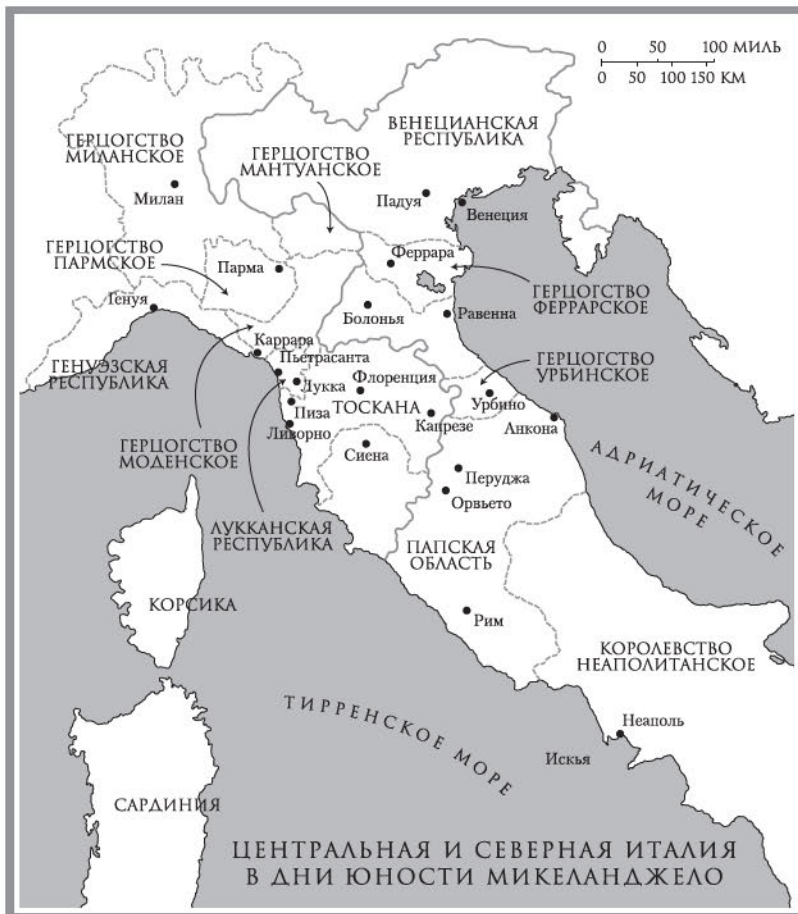 0 50 100 МИЛЬ
0 50 100 150 КМ
ГЕРЦОГСТВО
МИЛАНСКОЕ
Милан
ГЕРЦОГСТВО
МАНТУАНСКОЕ
ВЕНЕЦИАНСКАЯ
РЕСПУБЛИКА
Падуя
Венеция
ГЕРЦОГСТВО
ПАРМСКОЕ
Парма
Феррара
ГЕРЦОГСТВО
ФЕРРАРСКОЕ
Генуя
Болонья
Равенна
ГЕНУЭЗСКАЯ
РЕСПУБЛИКА
Каррара
Пьетрасанта
Лукка
Флоренция
ГЕРЦОГСТВО
УРБИНСКОЕ
Урбино
Пиза
ТОСКАНА
Капрезе
Анкона
Ливорно
ГЕРЦОГСТВО
МОДЕНСКОЕ
Сиена
Перуджа
Орвьето
АДРИАТИЧЕСКОЕ
МОРЕ
ЛУККАНСКАЯ
РЕСПУБЛИКА
ПАПСКАЯ
ОБЛАСТЬ
КОРСИКА
Рим
КОРОЛЕВСТВО
НЕАПОЛИТАНСКОЕ
ТИРРЕНСКОЕ МОРЕ
Неаполь
Искья
САРДИНИЯ
ЦЕНТРАЛЬНАЯ И СЕВЕРНАЯ ИТАЛИЯ
В ДНИ ЮНОСТИ МИКЕЛАНДЖЕЛО